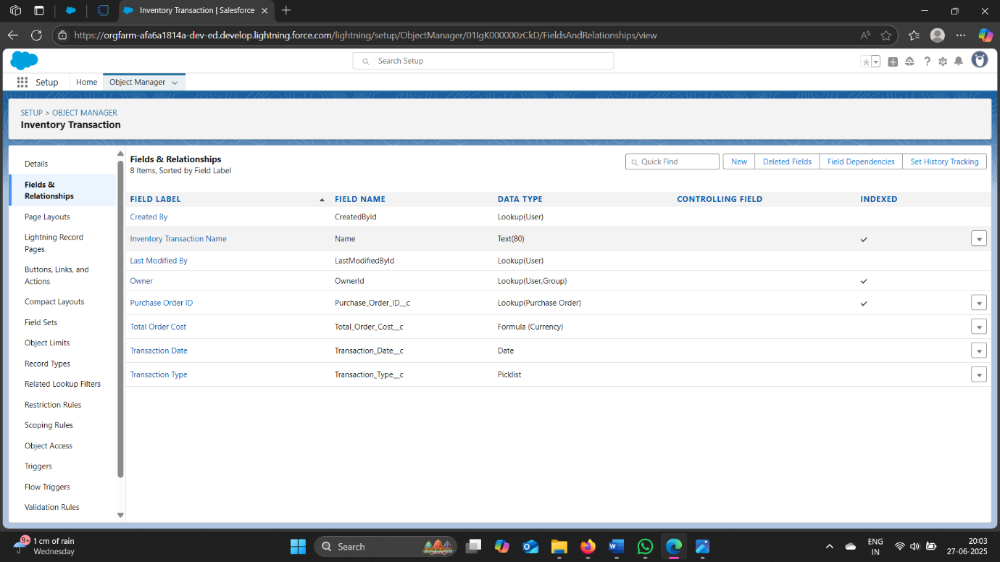 Inventory Transaction | Salesforce
https://orgfarm-afa6a1814a-dev-ed.develop.lightning.force.com/lightning/setup/ObjectManager/01IgK000000zCkD/FieldsAndRelationships/view
Search Setup
Setup
Home
Object Manager
SETUP > OBJECT MANAGER
Inventory Transaction
Details
Fields &
Relationships
Page Layouts
Lightning Record
Pages
Buttons, Links, and
Actions
Compact Layouts
Field Sets
Object Limits
Record Types
Related Lookup Filters
Restriction Rules
Scoping Rules
Object Access
Triggers
Flow Triggers
Validation Rules
Fields & Relationships
8 Items, Sorted by Field Label
Quick Find
New
Deleted Fields
Field Dependencies
Set History Tracking
FIELD LABEL FIELD NAME DATA TYPE CONTROLLING FIELD INDEXED
Created By CreatedById Lookup(User)
Inventory Transaction Name Name Text(80)
Last Modified By LastModifiedById Lookup(User)
Owner OwnerId Lookup(User,Group)
Purchase Order ID Purchase_Order_ID__c Lookup(Purchase Order)
Total Order Cost Total_Order_Cost__c Formula (Currency)
Transaction Date Transaction_Date__c Date
Transaction Type Transaction_Type__c Picklist
9+
1 cm of rain
Wednesday
Search
ENG
IN
20:03
27-06-2025